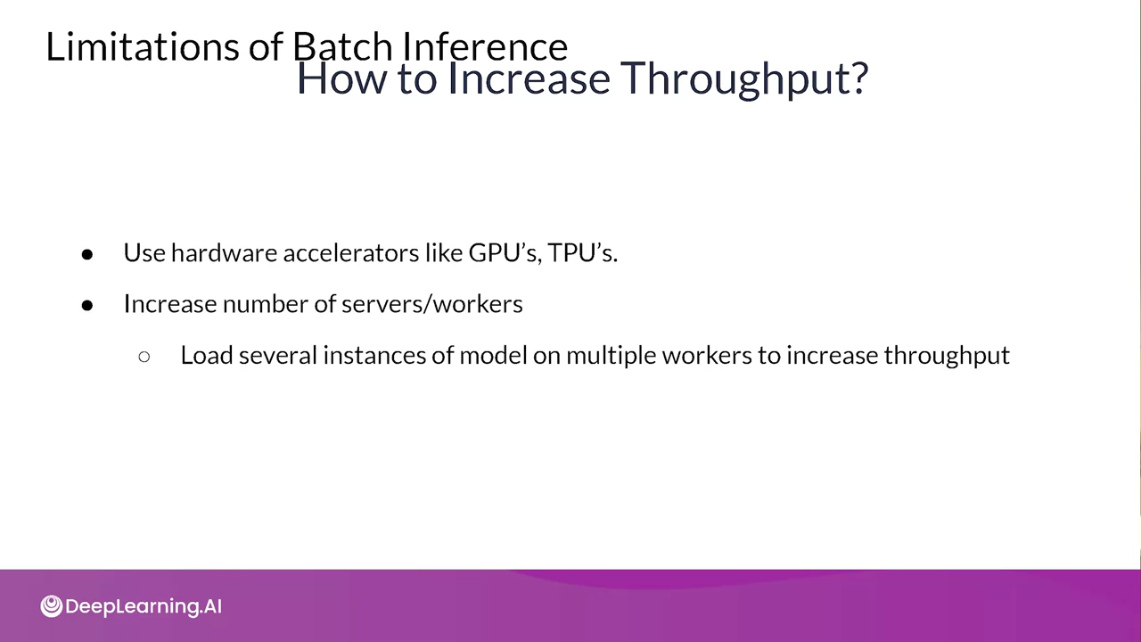 Limitations of Batch Inference
How to Increase Throughput?
● Use hardware accelerators like GPU's, TPU's.
● Increase number of servers/workers
○ Load several instances of model on multiple workers to increase throughput
DeepLearning.AI